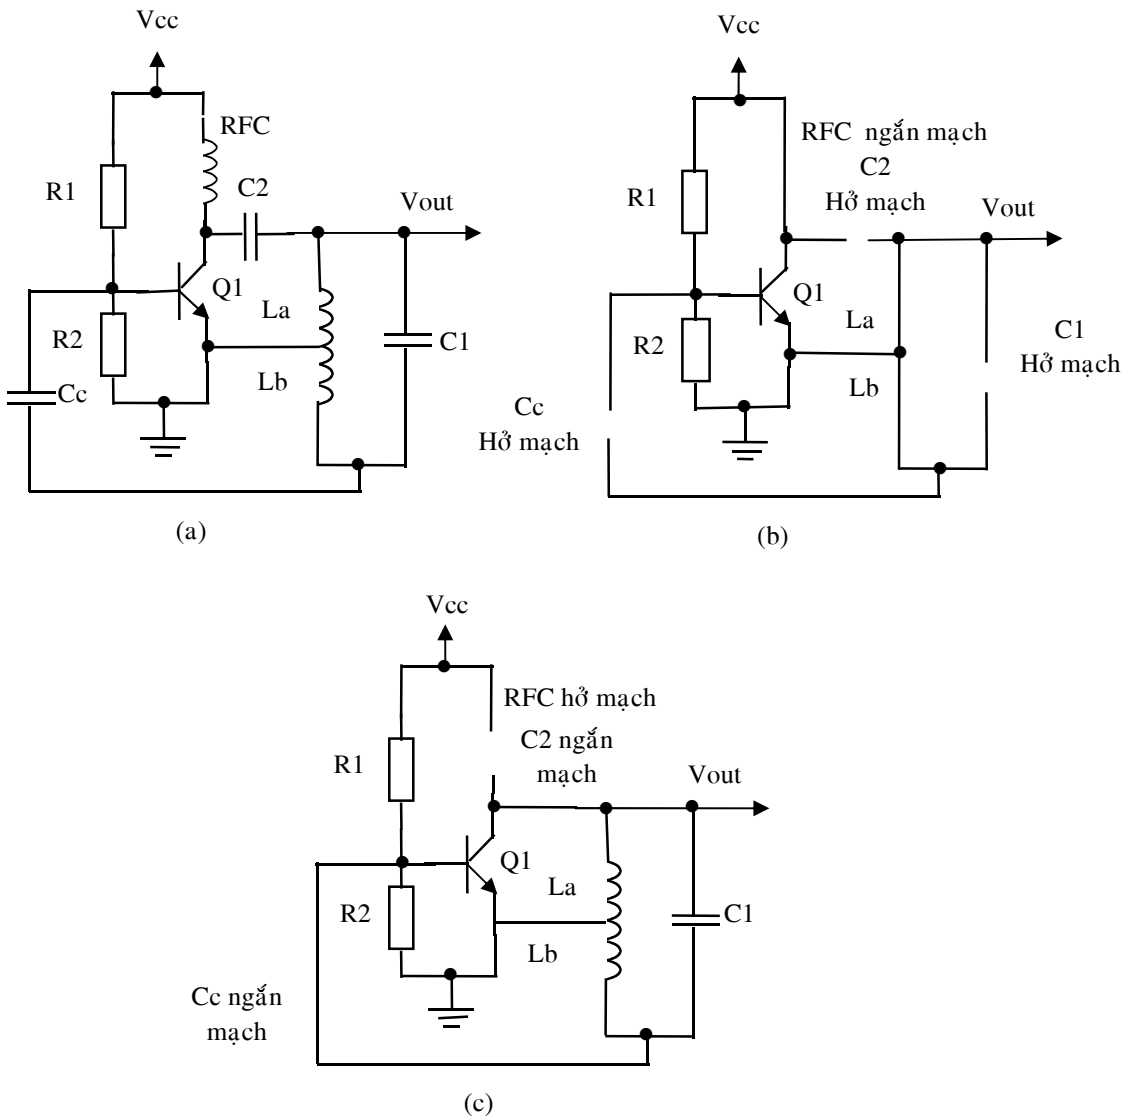 Vcc
RFC
R1
C2
Vout
Q1
La
R2
C1
Lb
Cc
(a)
Vcc
RFC ngắn mạch
C2
Hở mạch
R1
Vout
Q1
La
R2
C1
Hở mạch
Lb
Cc
Hở mạch
(b)
Vcc
RFC hở mạch
C2 ngắn
mạch
R1
Vout
Q1
La
R2
C1
Lb
Cc ngắn
mạch
(c)